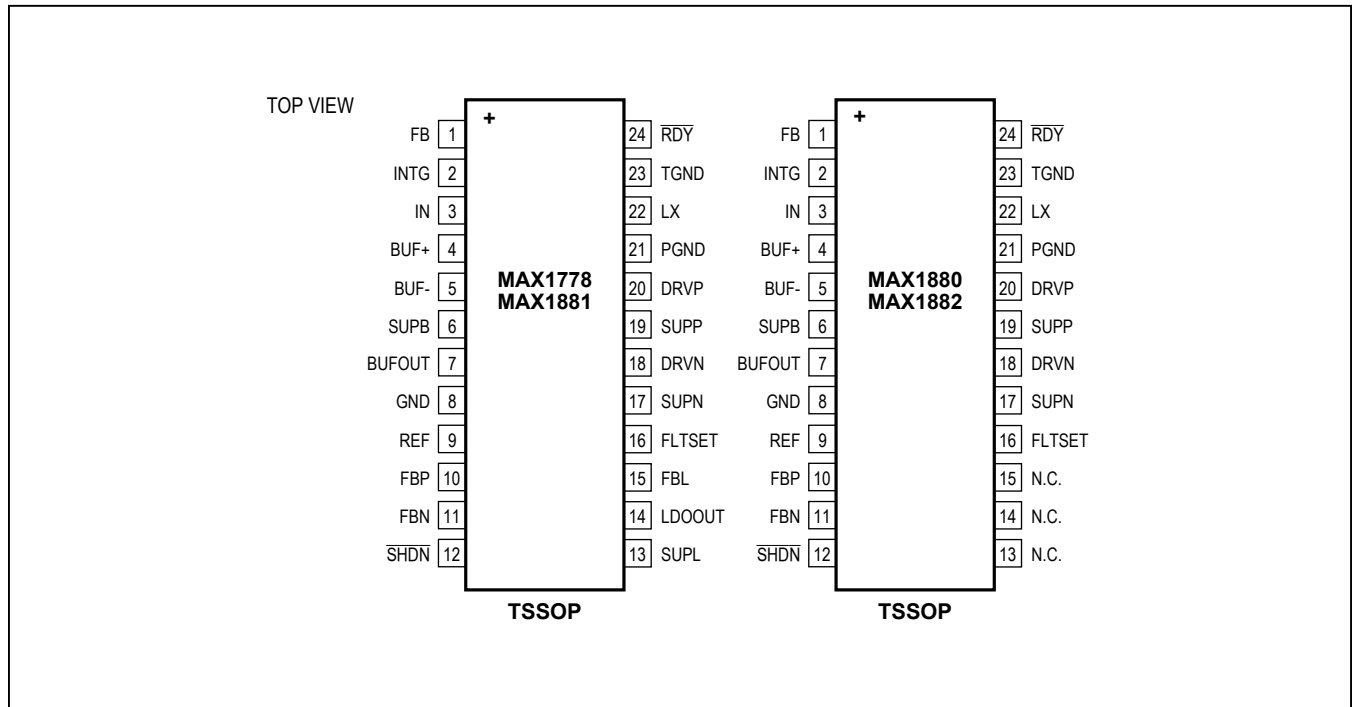 TOP VIEW
+
FB 1
INTG 2
IN 3
BUF+ 4
BUF- 5
SUPB 6
BUFOUT 7
GND 8
REF 9
FBP 10
FBN 11
S̅H̅D̅N̅ 12
MAX1778
MAX1881
24 R̅D̅Y̅
23 TGND
22 LX
21 PGND
20 DRVP
19 SUPP
18 DRVN
17 SUPN
16 FLTSET
15 FBL
14 LDOOUT
13 SUPL
TSSOP
+
FB 1
INTG 2
IN 3
BUF+ 4
BUF- 5
SUPB 6
BUFOUT 7
GND 8
REF 9
FBP 10
FBN 11
S̅H̅D̅N̅ 12
MAX1880
MAX1882
24 R̅D̅Y̅
23 TGND
22 LX
21 PGND
20 DRVP
19 SUPP
18 DRVN
17 SUPN
16 FLTSET
15 N.C.
14 N.C.
13 N.C.
TSSOP